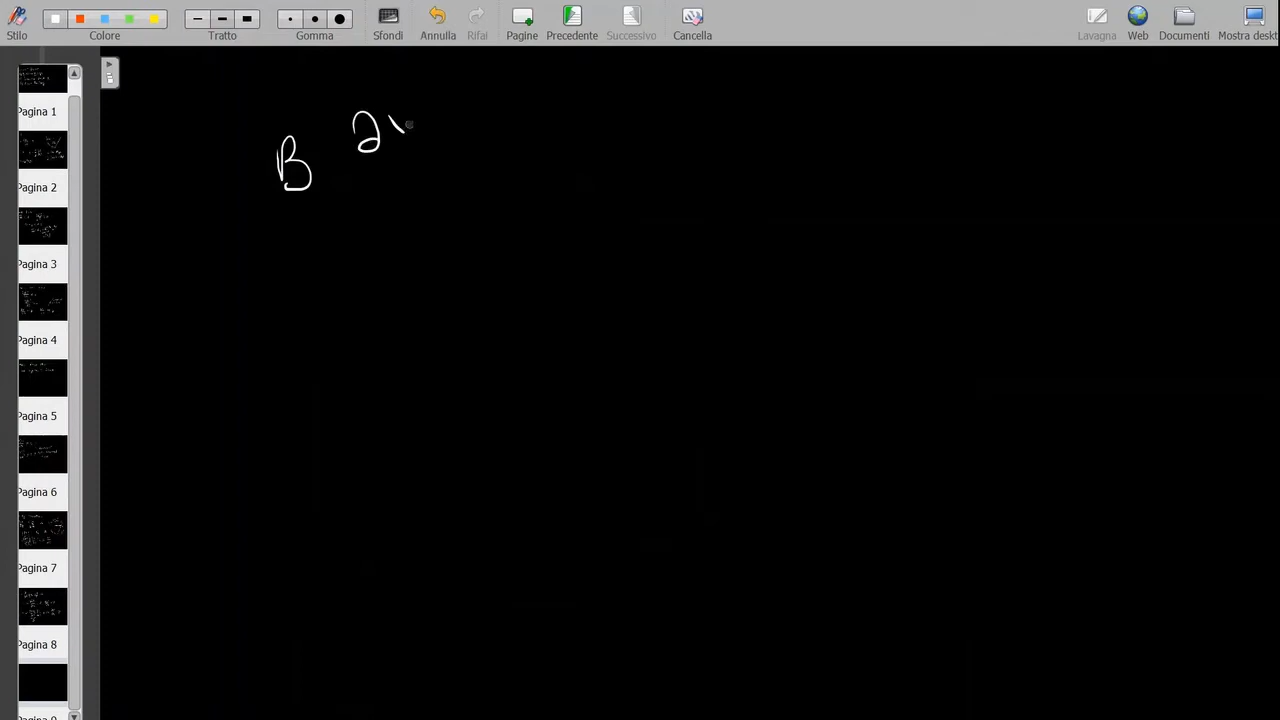 Stilo Colore Tratto Gomma Sfondi Annulla Rifai Pagine Precedente Successivo Cancella Lavagna Web Documenti Mostra deskt
Pagina 1
Pagina 2
Pagina 3
Pagina 4
Pagina 5
Pagina 6
Pagina 7
Pagina 8
B 2